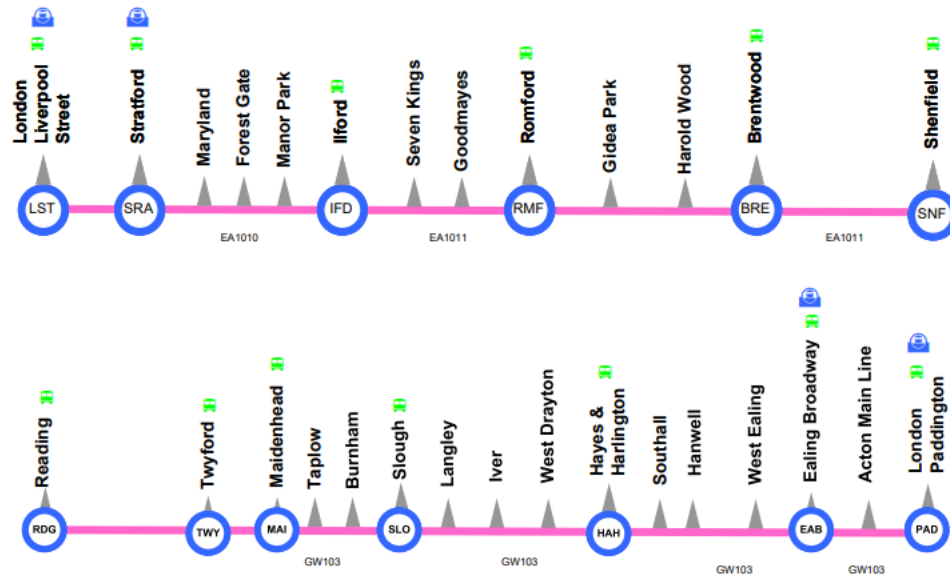 London
Liverpool
Street
Stratford
Maryland
Forest Gate
Manor Park
Ilford
Seven Kings
Goodmayes
Romford
Gidea Park
Harold Wood
Brentwood
Shenfield
LST
SRA
IFD
RMF
BRE
SNF
EA1010
EA1011
EA1011
Reading
Twyford
Maidenhead
Taplow
Burnham
Slough
Langley
Iver
West Drayton
Hayes &
Harlington
Southall
Hanwell
West Ealing
Ealing Broadway
Acton Main Line
London
Paddington
RDG
TWY
MAI
SLO
HAH
EAB
PAD
GW103
GW103
GW103
GW103